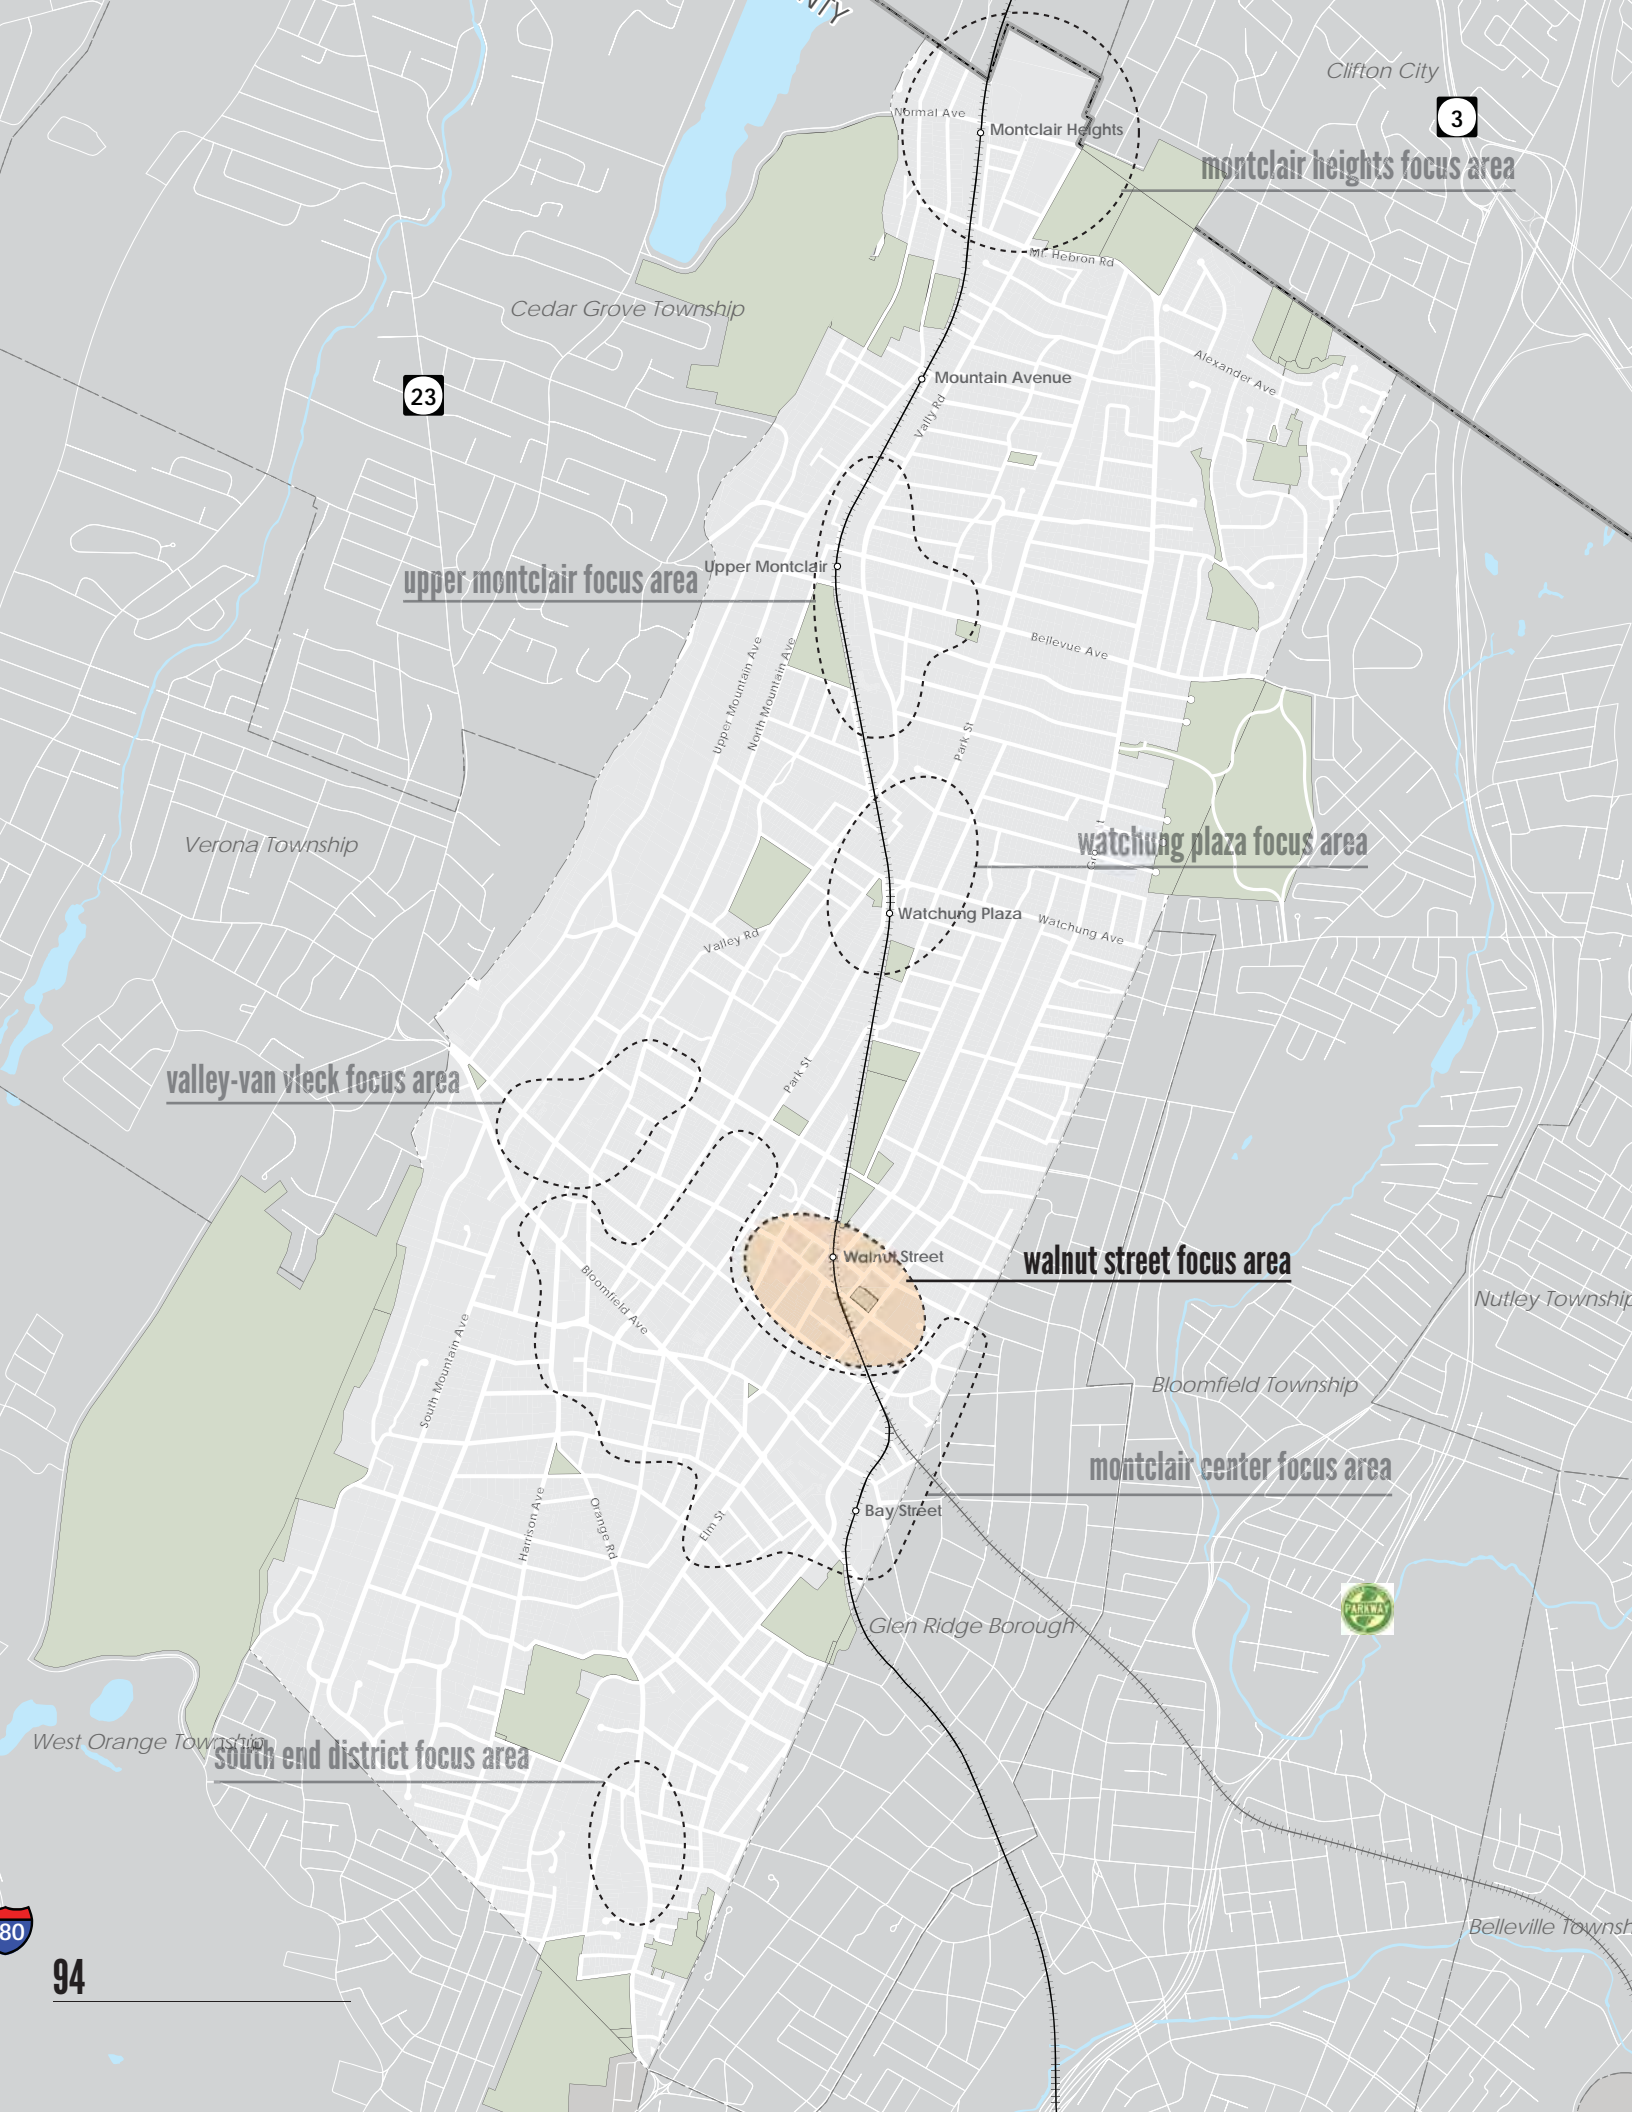 Clifton City
3
Normal Ave
Montclair Heights
montclair heights focus area
Mt. Hebron Rd
Cedar Grove Township
Alexander Ave
Mountain Avenue
23
Vally Rd
Upper Montclair
upper montclair focus area
Bellevue Ave
Upper Mountain Ave
North Mountain Ave
Park St
watchung plaza focus area
Verona Township
Watchung Plaza
Watchung Ave
Valley Rd
Park St
valley-van vleck focus area
Walnut Street
walnut street focus area
Bloomfield Ave
Nutley Township
South Mountain Ave
Bloomfield Township
montclair center focus area
Bay Street
Harrison Ave
Orange Rd
Elm St
PARKWAY
Glen Ridge Borough
West Orange Township
south end district focus area
80
Belleville Townsh
94